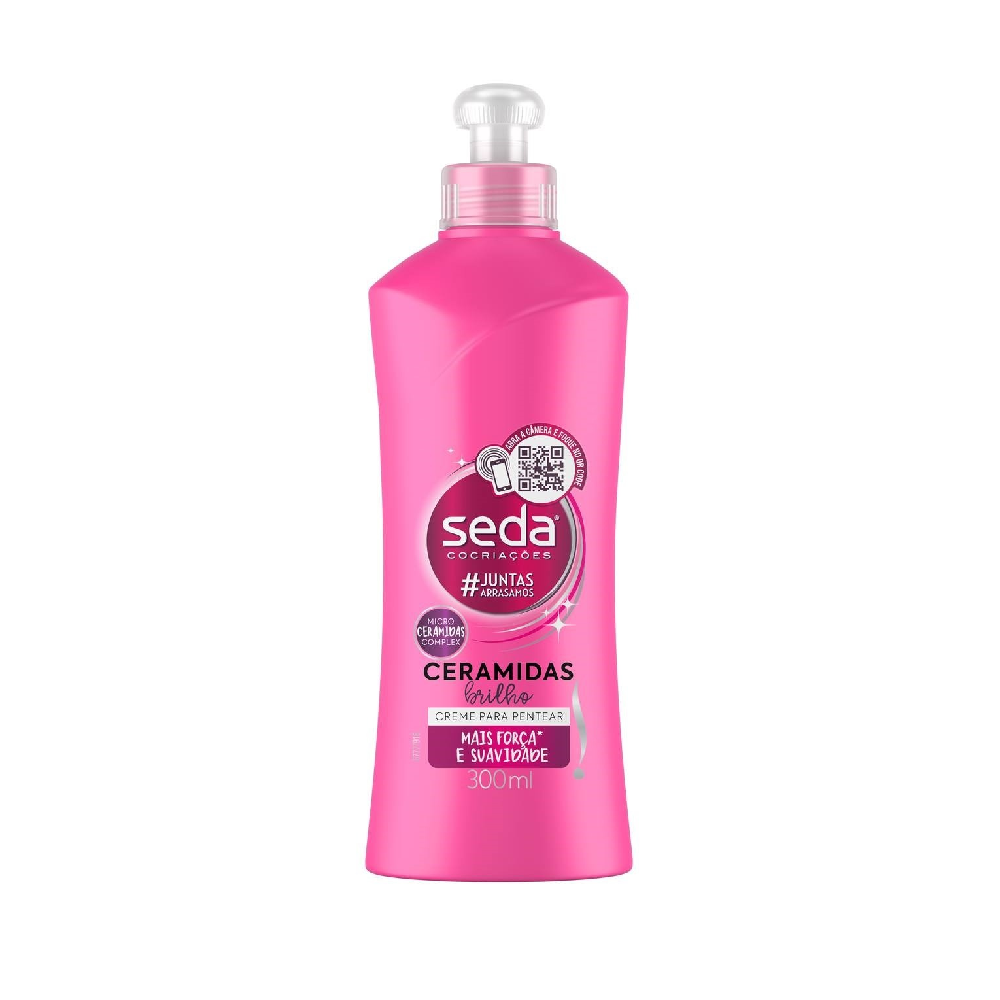 ABRA A CÂMERA E FOQUE NO QR CODE
seda
COCRIAÇÕES
#JUNTAS
ARRASAMOS
MICRO
CERAMIDAS
COMPLEX
CERAMIDAS
brilho
CREME PARA PENTEAR
MAIS FORÇA*
E SUAVIDADE
300ml